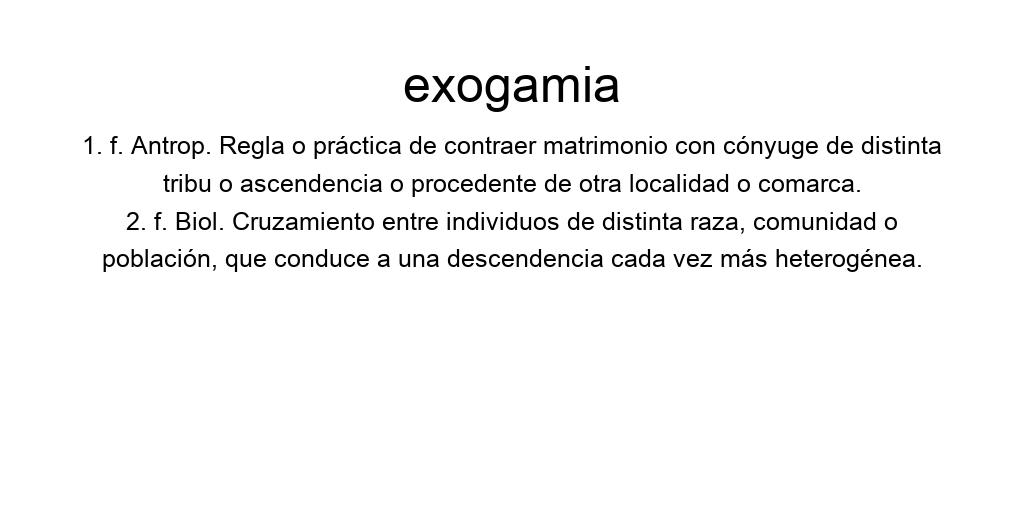 exogamia
1. f. Antrop. Regla o práctica de contraer matrimonio con cónyuge de distinta
tribu o ascendencia o procedente de otra localidad o comarca.
2. f. Biol. Cruzamiento entre individuos de distinta raza, comunidad o
población, que conduce a una descendencia cada vez más heterogénea.